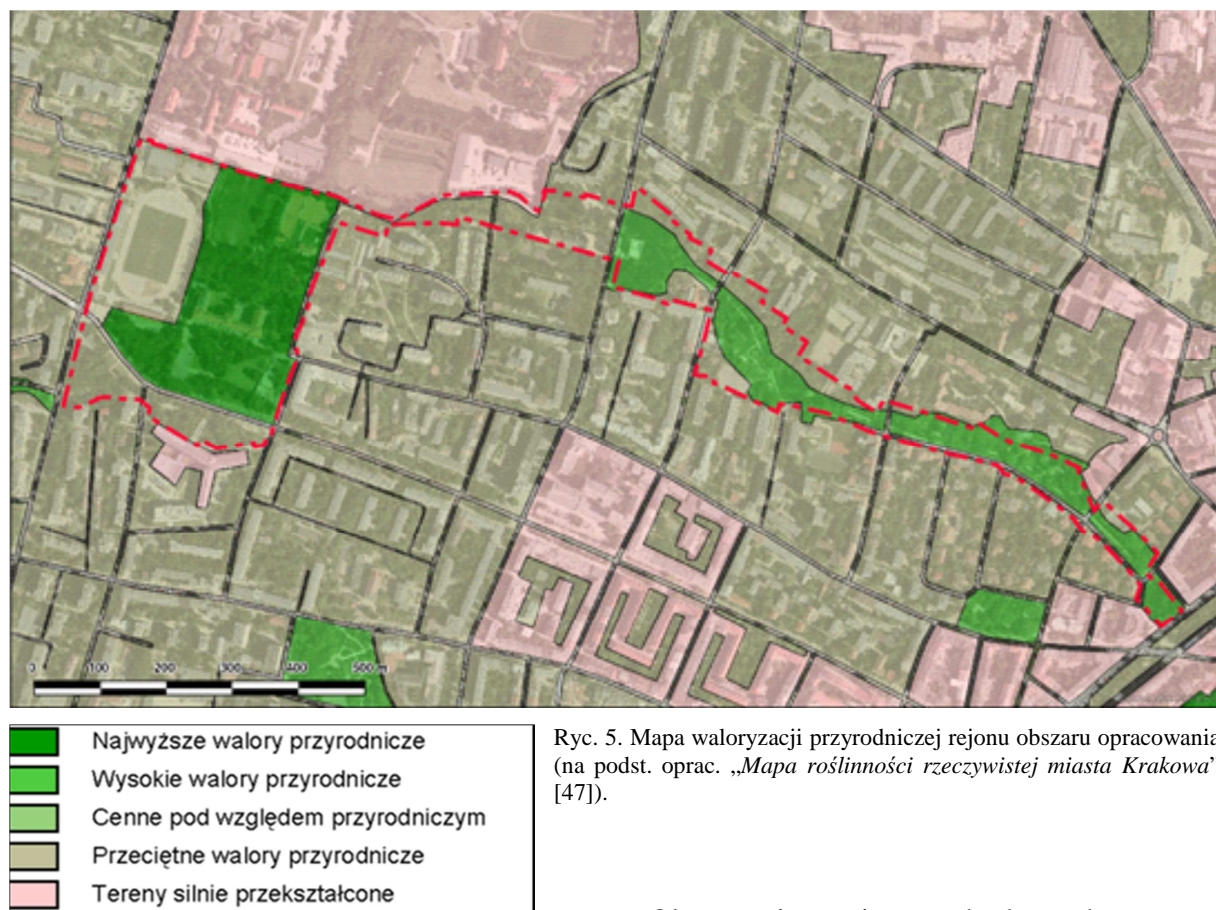 0 100 200 300 400 500 m
Najwyższe walory przyrodnicze
Wysokie walory przyrodnicze
Cenne pod względem przyrodniczym
Przeciętne walory przyrodnicze
Tereny silnie przekształcone
Ryc. 5. Mapa waloryzacji przyrodniczej rejonu obszaru opracowania
(na podst. oprac. „Mapa roślinności rzeczywistej miasta Krakowa”
[47]).